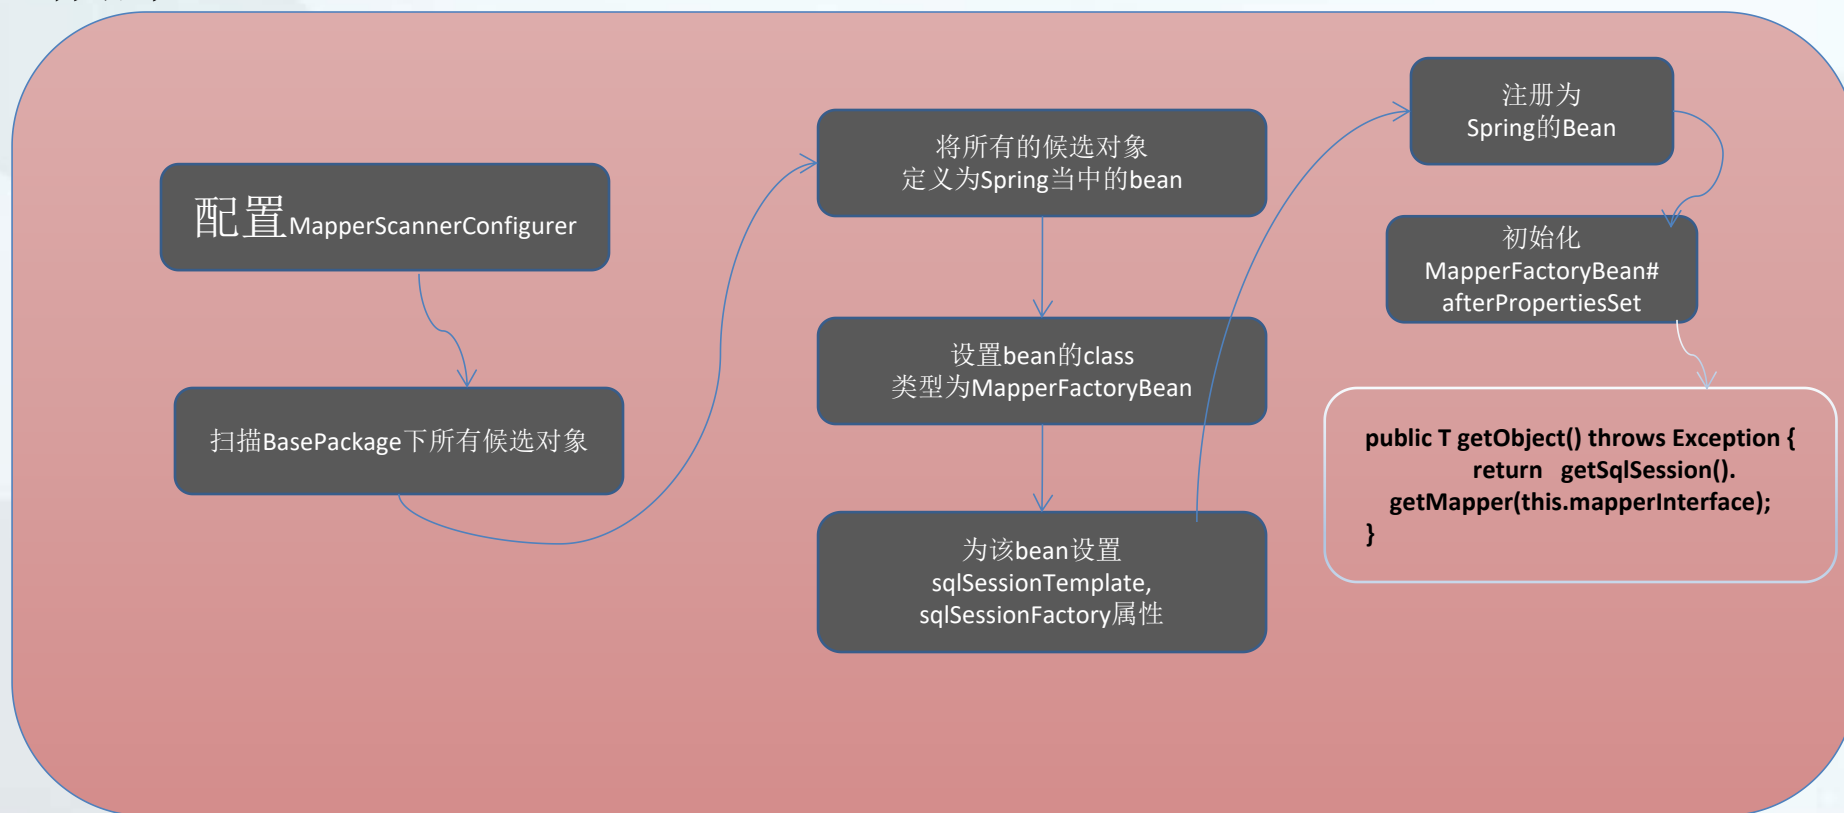 配置MapperScannerConfigurer
扫描BasePackage下所有候选对象
将所有的候选对象
定义为Spring当中的bean
设置bean的class
类型为MapperFactoryBean
为该bean设置
sqlSessionTemplate,
sqlSessionFactory属性
注册为
Spring的Bean
初始化
MapperFactoryBean#
afterPropertiesSet
public T getObject() throws Exception {
return getSqlSession().
getMapper(this.mapperInterface);
}